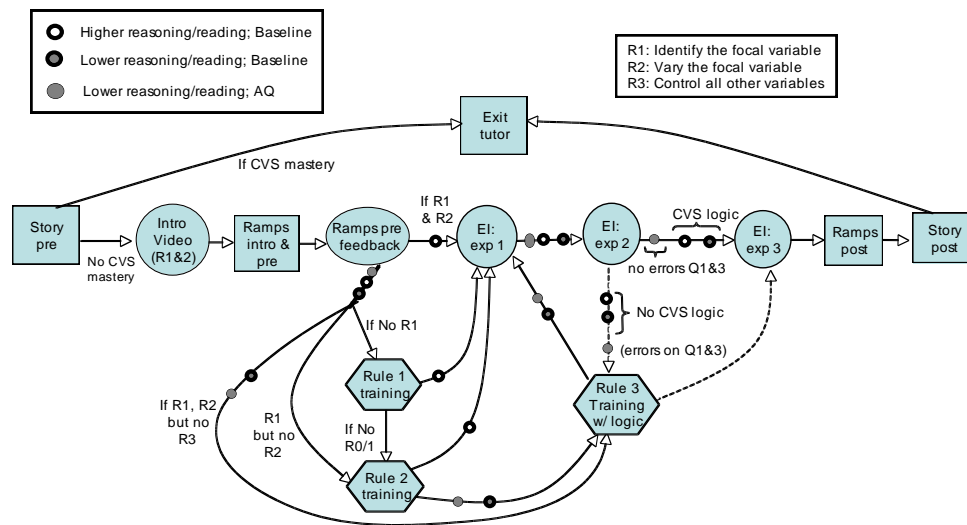 Higher reasoning/reading; Baseline
Lower reasoning/reading; Baseline
Lower reasoning/reading; AQ
R1: Identify the focal variable
R2: Vary the focal variable
R3: Control all other variables
Exit
tutor
If CVS mastery
Story
pre
No CVS
mastery
Intro
Video
(R1&2)
Ramps
intro &
pre
Ramps pre
feedback
If R1
& R2
EI:
exp 1
EI:
exp 2
CVS logic
no errors Q1&3
EI:
exp 3
Ramps
post
Story
post
No CVS logic
(errors on Q1&3)
If No R1
Rule 1
training
If R1, R2
but no
R3
R1
but no
R2
If No
R0/1
Rule 2
training
Rule 3
Training
w/ logic